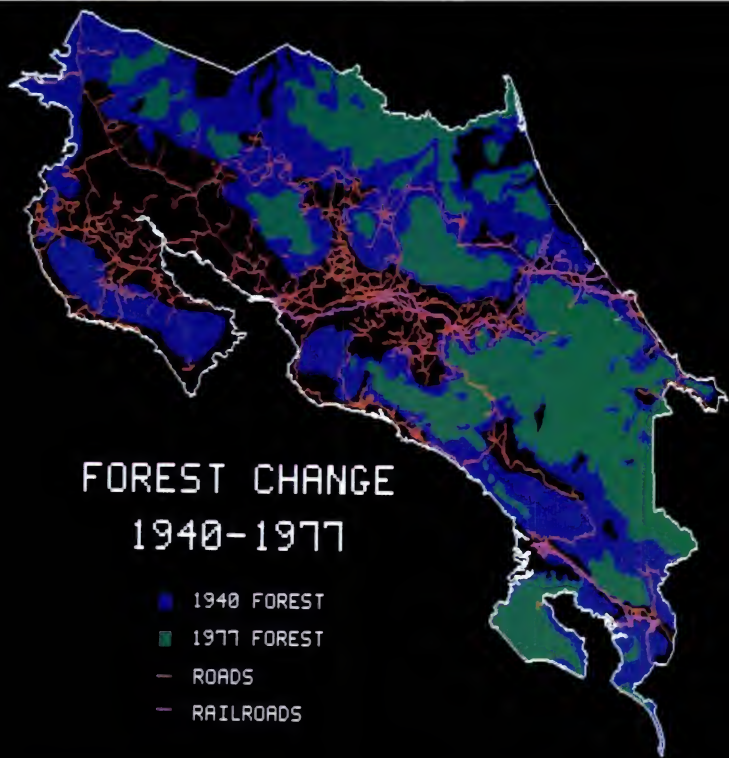 FOREST CHANGE
1940-1977
1940 FOREST
1977 FOREST
ROADS
RAILROADS